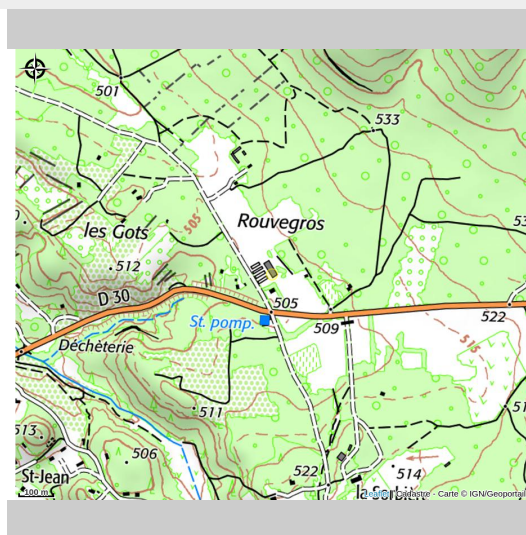 501
533
les Gots
505
Rouvegros
512
D 30
505
St. pomp.
509
522
Déchèterie
515
511
513
506
St-Jean
522
514
100 m
Leaflet | Cadastre - Carte © IGN/Geoportail